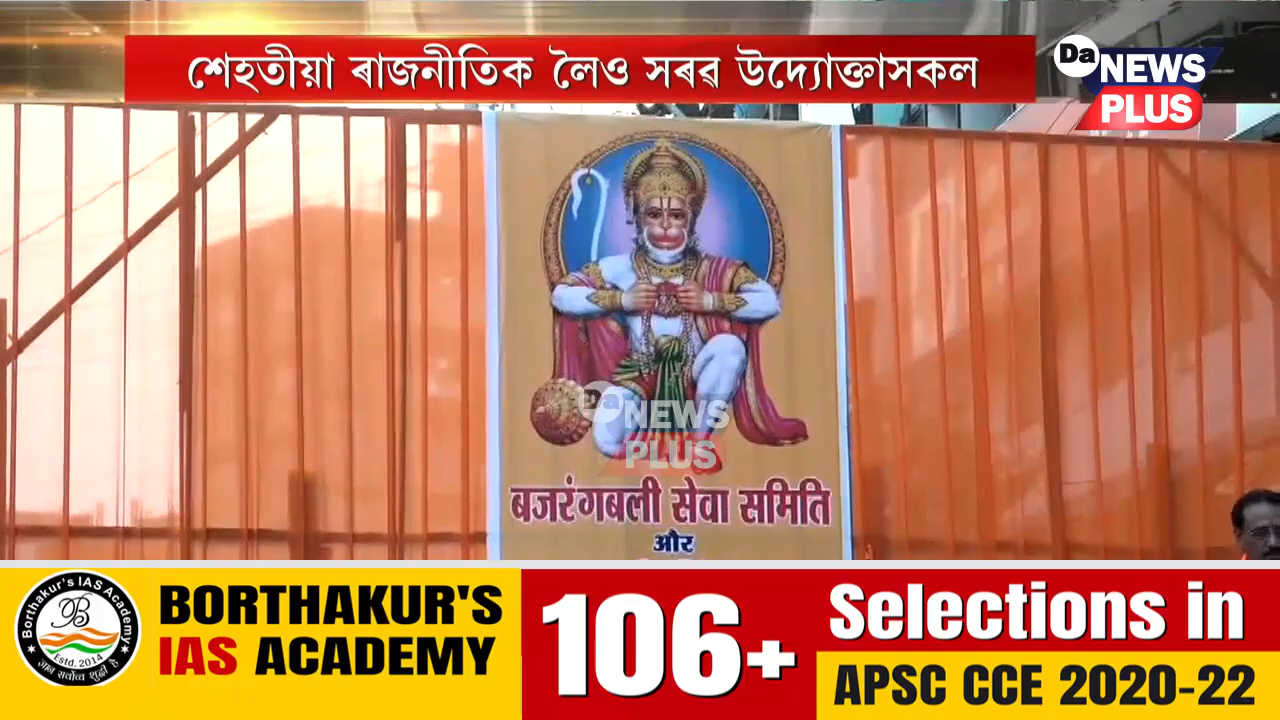 শেহতীয়া ৰাজনীতিক লৈও সৰৱ উদ্যোক্তাসকল
Da NEWS
PLUS
Da NEWS
PLUS
बजरंगबली सेवा समिति
और
Borthakur's IAS Academy
B
Estd. 2014
ज्ञान सर्वोच्च शुद्धी है
BORTHAKUR'S
IAS ACADEMY
106+
Selections in
APSC CCE 2020-22